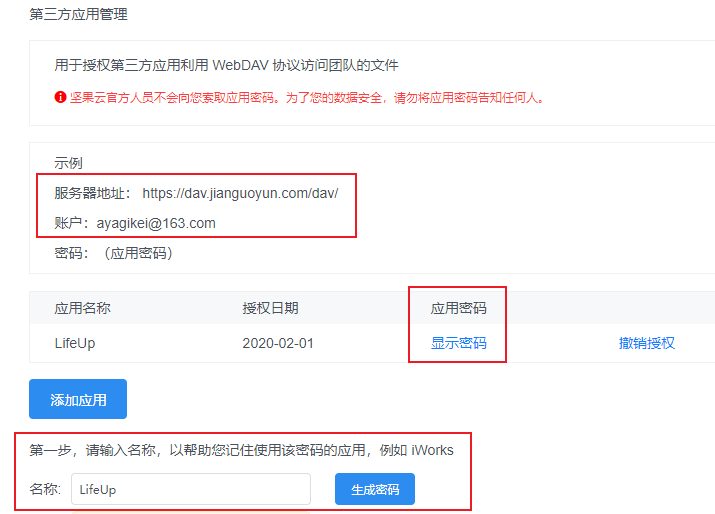 第三方应用管理
用于授权第三方应用利用 WebDAV 协议访问团队的文件
坚果云官方人员不会向您索取应用密码。为了您的数据安全，请勿将应用密码告知任何人。
示例
服务器地址： https://dav.jianguoyun.com/dav/
账户：ayagikei@163.com
密码：（应用密码）
应用名称 授权日期 应用密码
LifeUp 2020-02-01 显示密码 撤销授权
添加应用
第一步，请输入名称，以帮助您记住使用该密码的应用，例如 iWorks
名称: LifeUp 生成密码